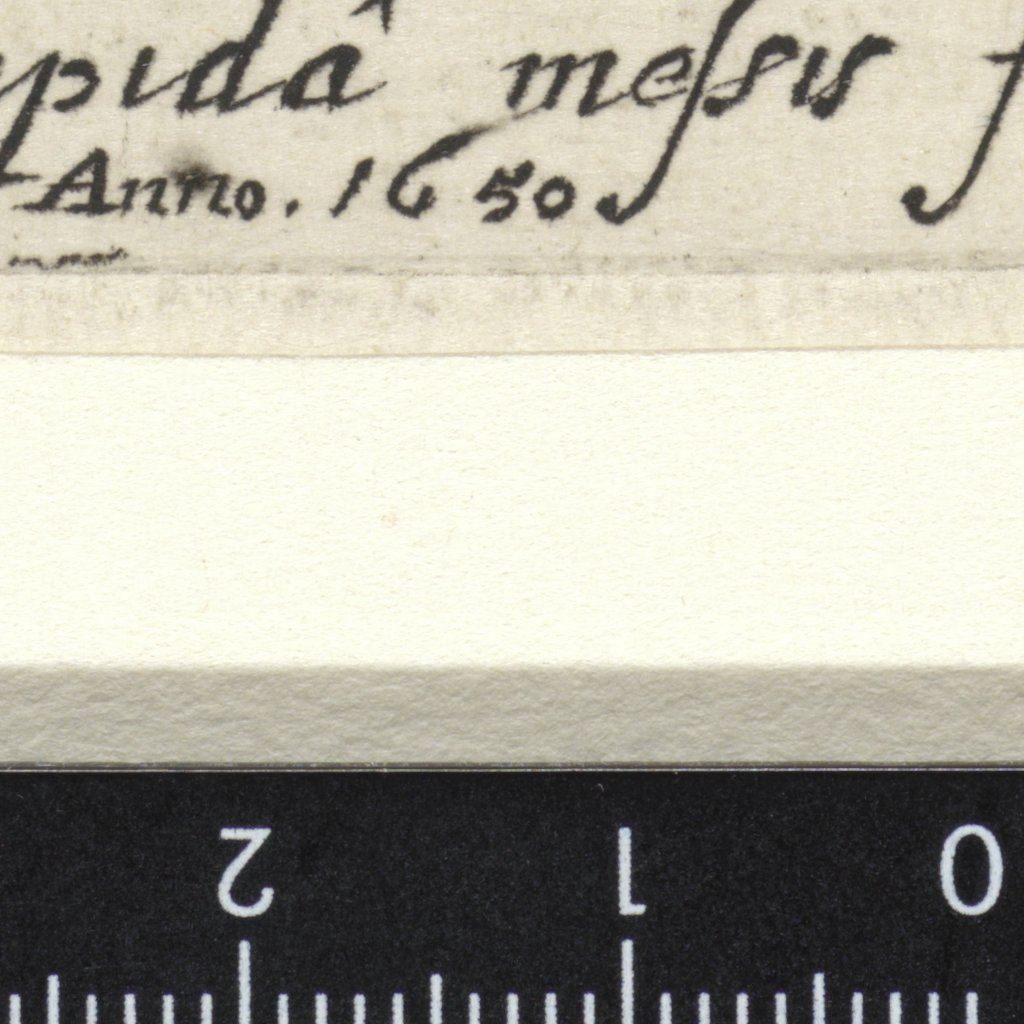 pidâ meſsis
Anno. 1650
2 1 0